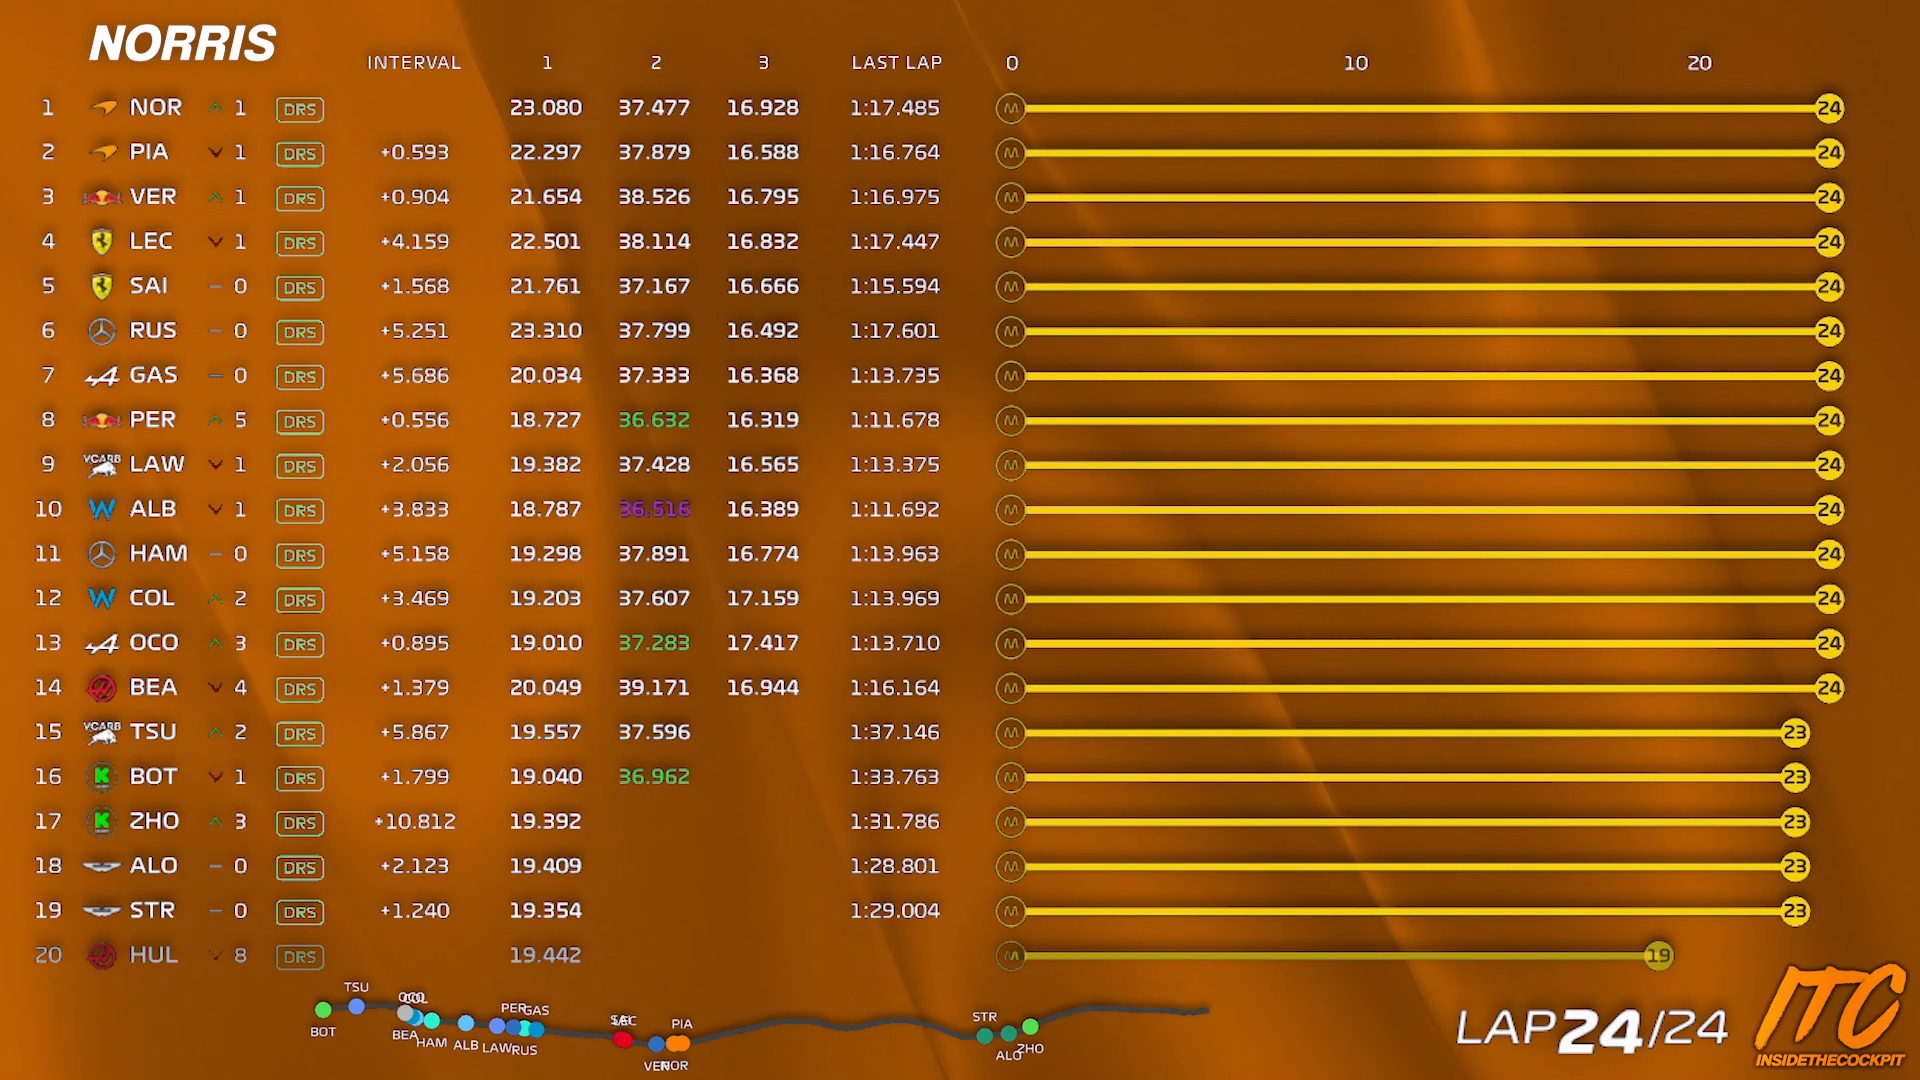 NORRIS
INTERVAL 1 2 3 LAST LAP 0 10 20
1 NOR 1 DRS 23.080 37.477 16.928 1:17.485 M 24
2 PIA 1 DRS +0.593 22.297 37.879 16.588 1:16.764 M 24
3 VER 1 DRS +0.904 21.654 38.526 16.795 1:16.975 M 24
4 LEC 1 DRS +4.159 22.501 38.114 16.832 1:17.447 M 24
5 SAI – 0 DRS +1.568 21.761 37.167 16.666 1:15.594 M 24
6 RUS – 0 DRS +5.251 23.310 37.799 16.492 1:17.601 M 24
7 GAS – 0 DRS +5.686 20.034 37.333 16.368 1:13.735 M 24
8 PER 5 DRS +0.556 18.727 36.632 16.319 1:11.678 M 24
9 VCARB LAW 1 DRS +2.056 19.382 37.428 16.565 1:13.375 M 24
10 W ALB 1 DRS +3.833 18.787 36.516 16.389 1:11.692 M 24
11 HAM – 0 DRS +5.158 19.298 37.891 16.774 1:13.963 M 24
12 W COL 2 DRS +3.469 19.203 37.607 17.159 1:13.969 M 24
13 OCO 3 DRS +0.895 19.010 37.283 17.417 1:13.710 M 24
14 BEA 4 DRS +1.379 20.049 39.171 16.944 1:16.164 M 24
15 VCARB TSU 2 DRS +5.867 19.557 37.596 1:37.146 M 23
16 K BOT 1 DRS +1.799 19.040 36.962 1:33.763 M 23
17 K ZHO 3 DRS +10.812 19.392 1:31.786 M 23
18 ALO – 0 DRS +2.123 19.409 1:28.801 M 23
19 STR – 0 DRS +1.240 19.354 1:29.004 M 23
20 HUL 8 DRS 19.442 M 19
TSU OCO COL PER GAS SAI LEC PIA STR
BOT BEA HAM ALB LAW RUS VER NOR ALO ZHO
LAP 24/24
ITC
INSIDETHECOCKPIT